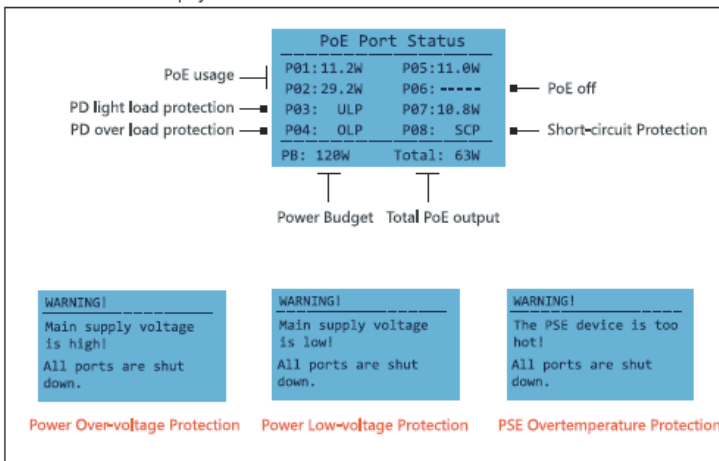 PoE Port Status
P01:11.2W P05:11.0W
PoE usage
P02:29.2W P06:-----
PoE off
PD light load protection P03: ULP P07:10.8W
PD over load protection P04: OLP P08: SCP Short-circuit Protection
PB: 120W Total: 63W
Power Budget Total PoE output
WARNING!
Main supply voltage
is high!
All ports are shut
down.
Power Over-voltage Protection
WARNING!
Main supply voltage
is low!
All ports are shut
down.
Power Low-voltage Protection
WARNING!
The PSE device is too
hot!
All ports are shut
down.
PSE Overtemperature Protection